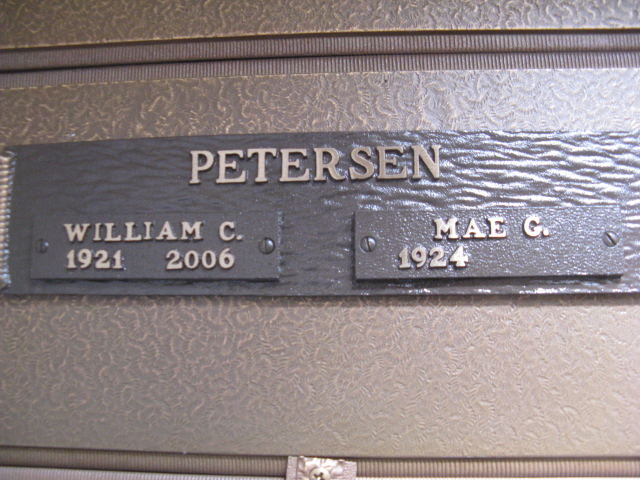 PETERSEN
WILLIAM C.
1921 2006
MAE G.
1924